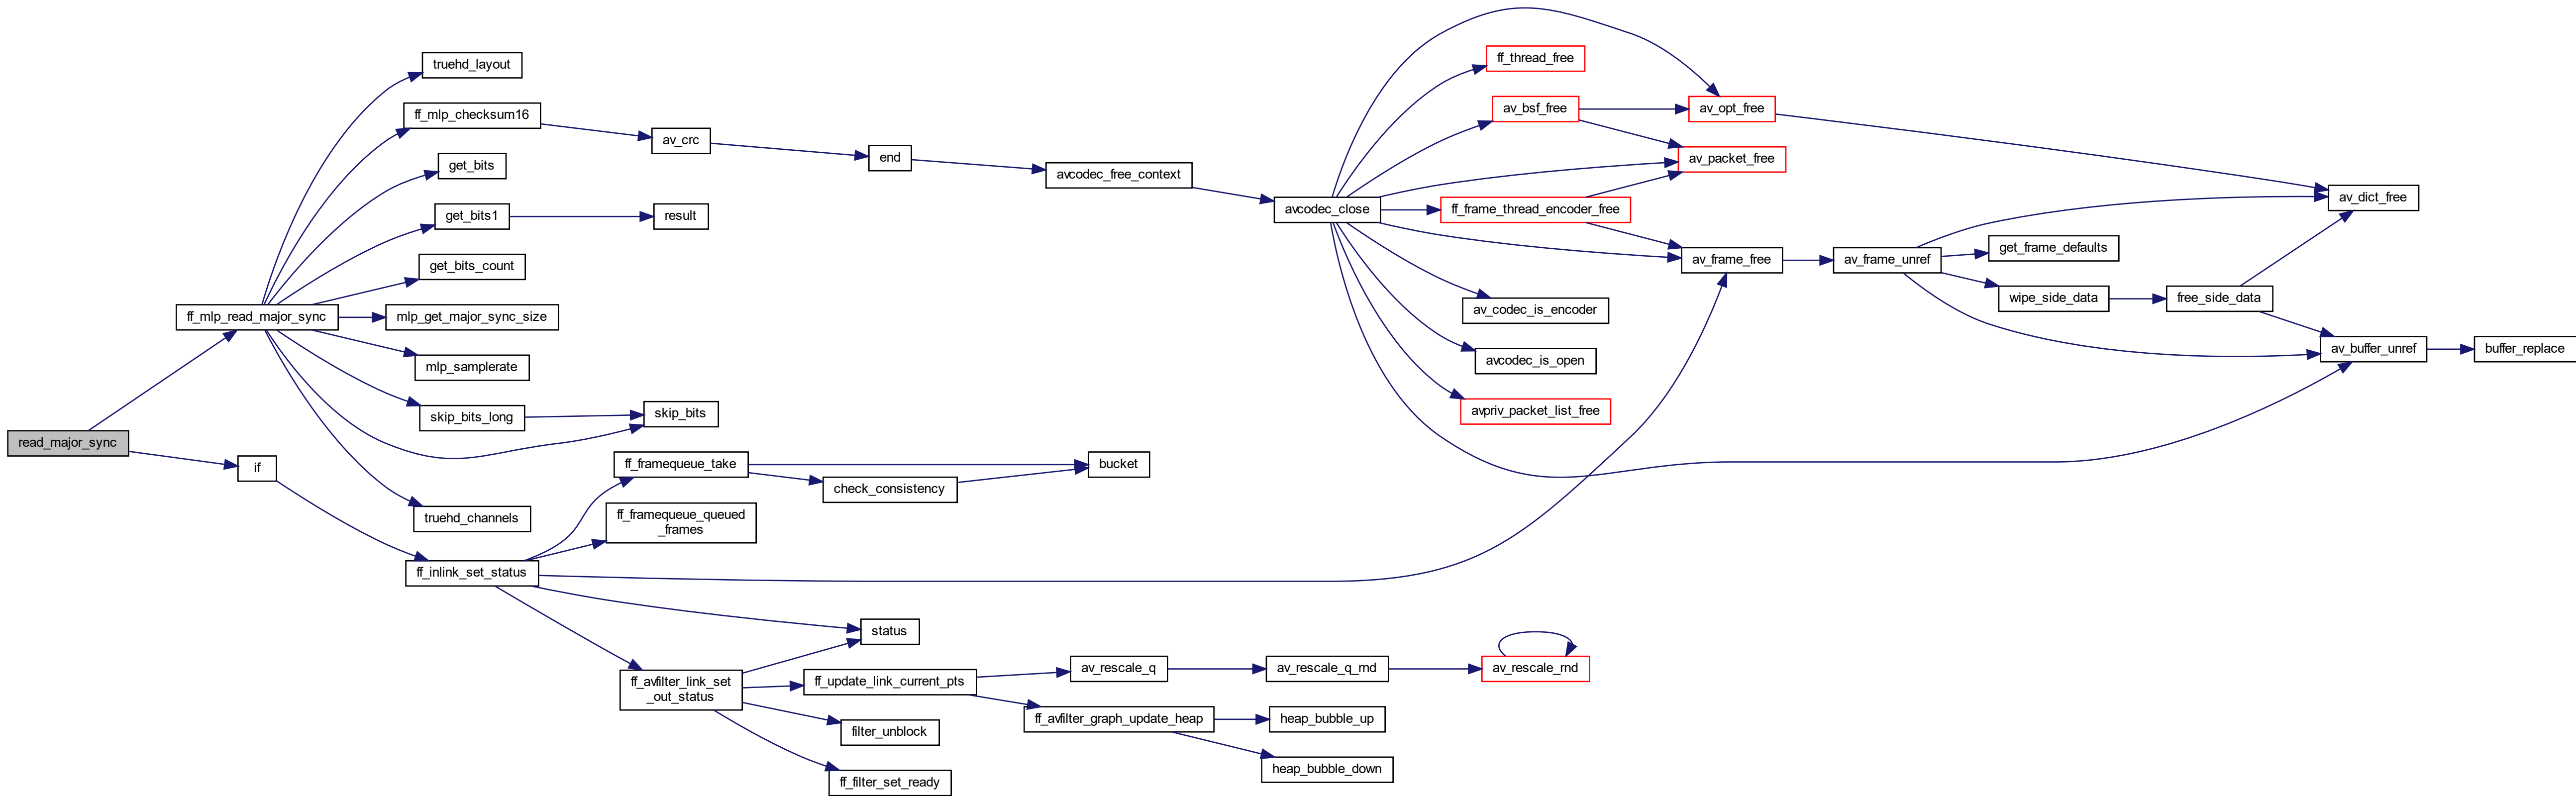 read_major_sync
ff_mlp_read_major_sync
if
truehd_layout
ff_mlp_checksum16
get_bits
get_bits1
get_bits_count
mlp_get_major_sync_size
mlp_samplerate
skip_bits_long
truehd_channels
ff_inlink_set_status
av_crc
result
skip_bits
ff_framequeue_take
ff_framequeue_queued
_frames
ff_avfilter_link_set
_out_status
end
check_consistency
status
ff_update_link_current_pts
filter_unblock
ff_filter_set_ready
avcodec_free_context
bucket
av_rescale_q
ff_avfilter_graph_update_heap
avcodec_close
av_rescale_q_rnd
heap_bubble_up
heap_bubble_down
ff_thread_free
av_bsf_free
ff_frame_thread_encoder_free
av_codec_is_encoder
avcodec_is_open
avpriv_packet_list_free
av_rescale_rnd
av_opt_free
av_packet_free
av_frame_free
av_frame_unref
get_frame_defaults
wipe_side_data
free_side_data
av_dict_free
av_buffer_unref
buffer_replace